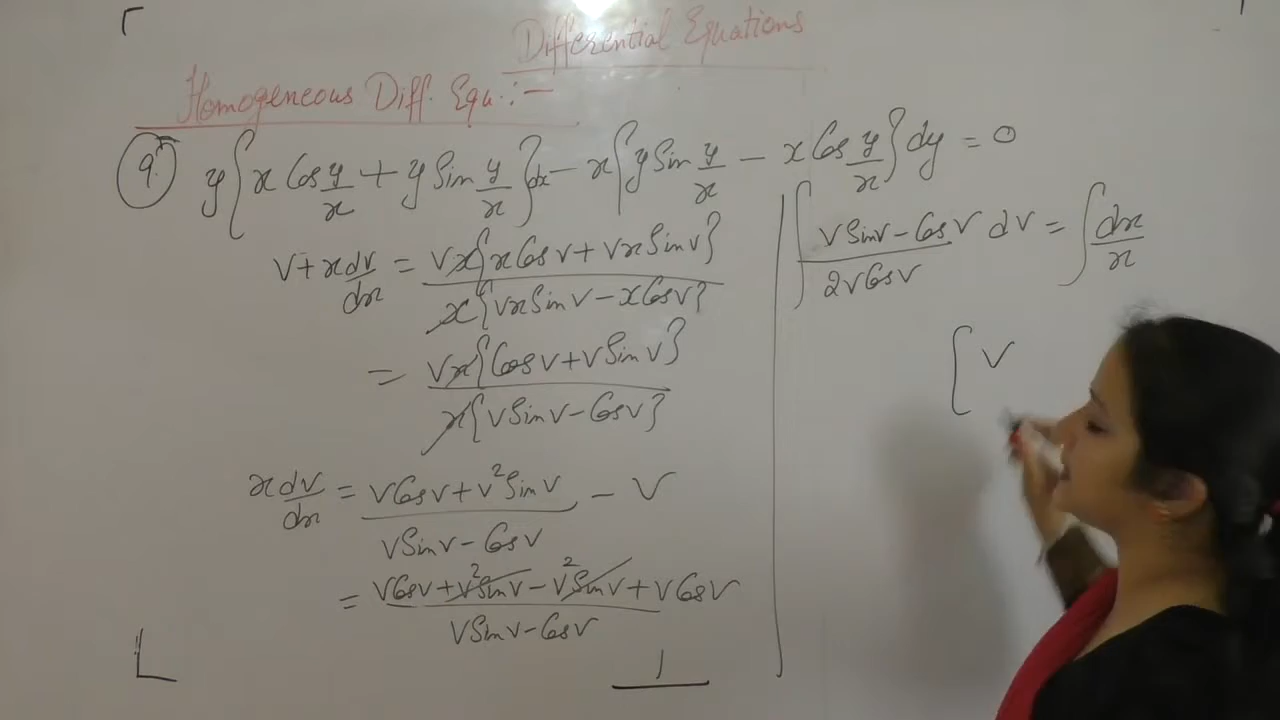 Differential Equations
Homogeneous Diff. Equ. :-
9. y{x Cos y/x + y Sin y/x}dx - x{y Sin y/x - x Cos y/x}dy = 0
v + x dv/dx = vx{x Cos v + vx Sin v} / x{vx Sin v - x Cos v}
= vx{Cos v + v Sin v} / x{v Sin v - Cos v}
x dv/dx = v Cos v + v² Sin v / v Sin v - Cos v - v
= v Cos v + v² Sin v - v² Sin v + v Cos v / v Sin v - Cos v
∫ v Sin v - Cos v / 2v Cos v dv = ∫ dx/x
[ v